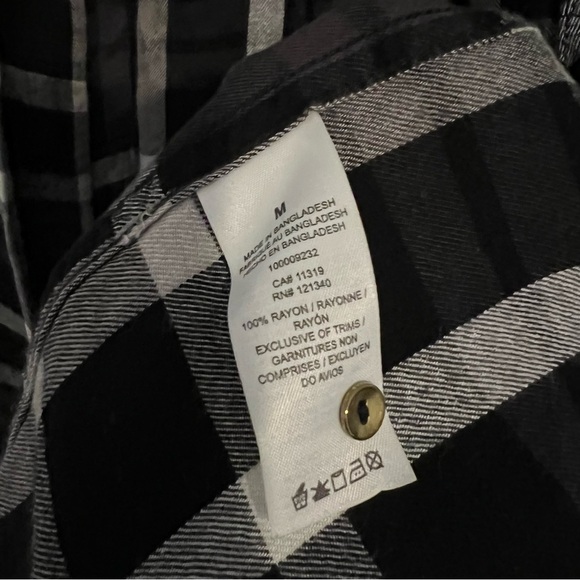 M
MADE IN BANGLADESH
FABRIQUÉ AU BANGLADESH
HECHO EN BANGLADESH
100009232
CA# 11319
RN# 121340
100% RAYON / RAYONNE /
RAYÓN
EXCLUSIVE OF TRIMS /
GARNITURES NON
COMPRISES / EXCLUYEN
DO AVIOS